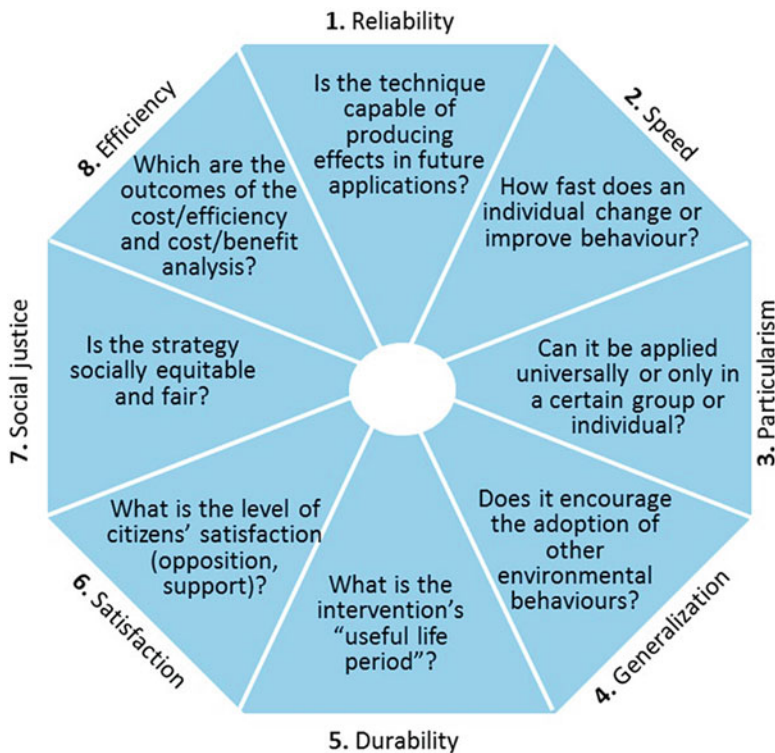 1. Reliability
Is the technique
capable of
producing
effects in future
applications?
2. Speed
How fast does an
individual change or
improve behaviour?
3. Particularism
Can it be applied
universally or only in
a certain group or
individual?
4. Generalization
Does it encourage
the adoption of
other
environmental
behaviours?
5. Durability
What is the
intervention's
“useful life
period”?
6. Satisfaction
What is the level of
citizens’ satisfaction
(opposition,
support)?
7. Social justice
Is the strategy
socially equitable
and fair?
8. Efficiency
Which are the
outcomes of the
cost/efficiency
and cost/benefit
analysis?